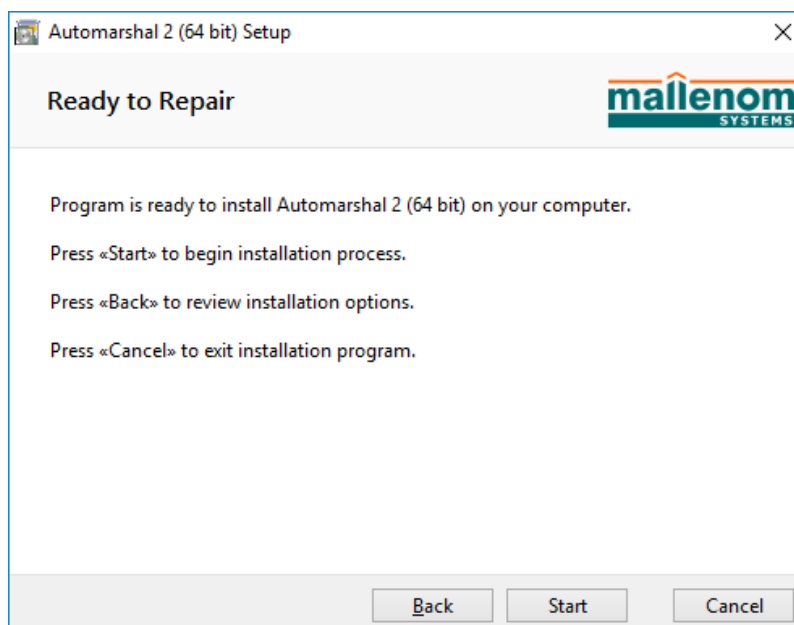 Automarshal 2 (64 bit) Setup
Ready to Repair
mallenom
SYSTEMS
Program is ready to install Automarshal 2 (64 bit) on your computer.
Press «Start» to begin installation process.
Press «Back» to review installation options.
Press «Cancel» to exit installation program.
Back
Start
Cancel